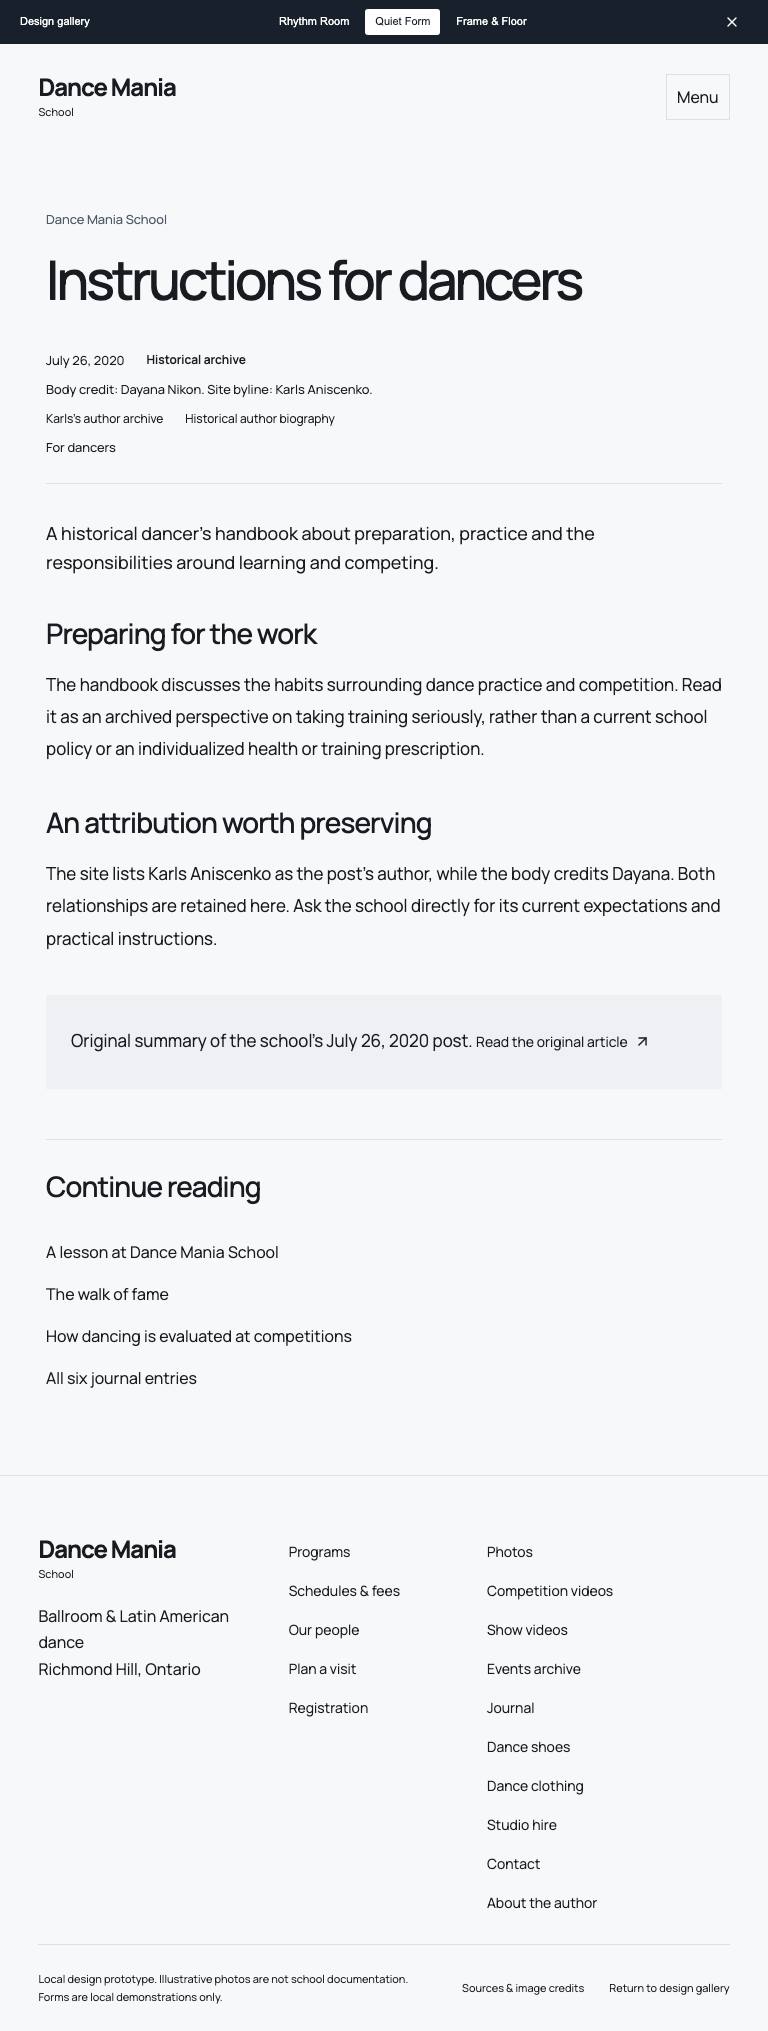 Design gallery
Rhythm Room
Quiet Form
Frame & Floor
Dance Mania
School
Menu
Dance Mania School
Instructions for dancers
July 26, 2020
Historical archive
Body credit: Dayana Nikon. Site byline: Karls Aniscenko.
Karls's author archive
Historical author biography
For dancers
A historical dancer's handbook about preparation, practice and the
responsibilities around learning and competing.
Preparing for the work
The handbook discusses the habits surrounding dance practice and competition. Read
it as an archived perspective on taking training seriously, rather than a current school
policy or an individualized health or training prescription.
An attribution worth preserving
The site lists Karls Aniscenko as the post's author, while the body credits Dayana. Both
relationships are retained here. Ask the school directly for its current expectations and
practical instructions.
Original summary of the school's July 26, 2020 post. Read the original article
Continue reading
A lesson at Dance Mania School
The walk of fame
How dancing is evaluated at competitions
All six journal entries
Dance Mania
School
Ballroom & Latin American
dance
Richmond Hill, Ontario
Programs
Schedules & fees
Our people
Plan a visit
Registration
Photos
Competition videos
Show videos
Events archive
Journal
Dance shoes
Dance clothing
Studio hire
Contact
About the author
Local design prototype. Illustrative photos are not school documentation.
Forms are local demonstrations only.
Sources & image credits
Return to design gallery